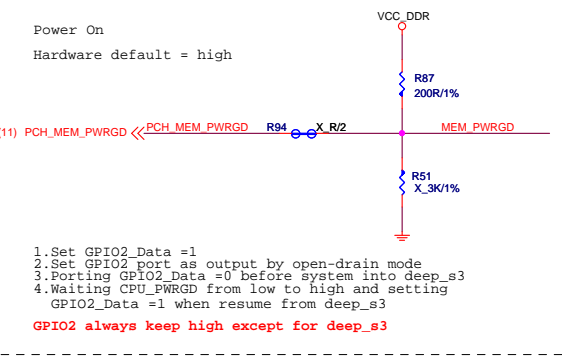 VCC_DDR
Power On
Hardware default = high
R87
200R/1%
(11) PCH_MEM_PWRGD PCH_MEM_PWRGD R94 X_R/2 MEM_PWRGD
R51
X_3K/1%
1.Set GPIO2_Data =1
2.Set GPIO2 port as output by open-drain mode
3.Porting GPIO2_Data =0 before system into deep_s3
4.Waiting CPU_PWRGD from low to high and setting
GPIO2_Data =1 when resume from deep_s3
GPIO2 always keep high except for deep_s3